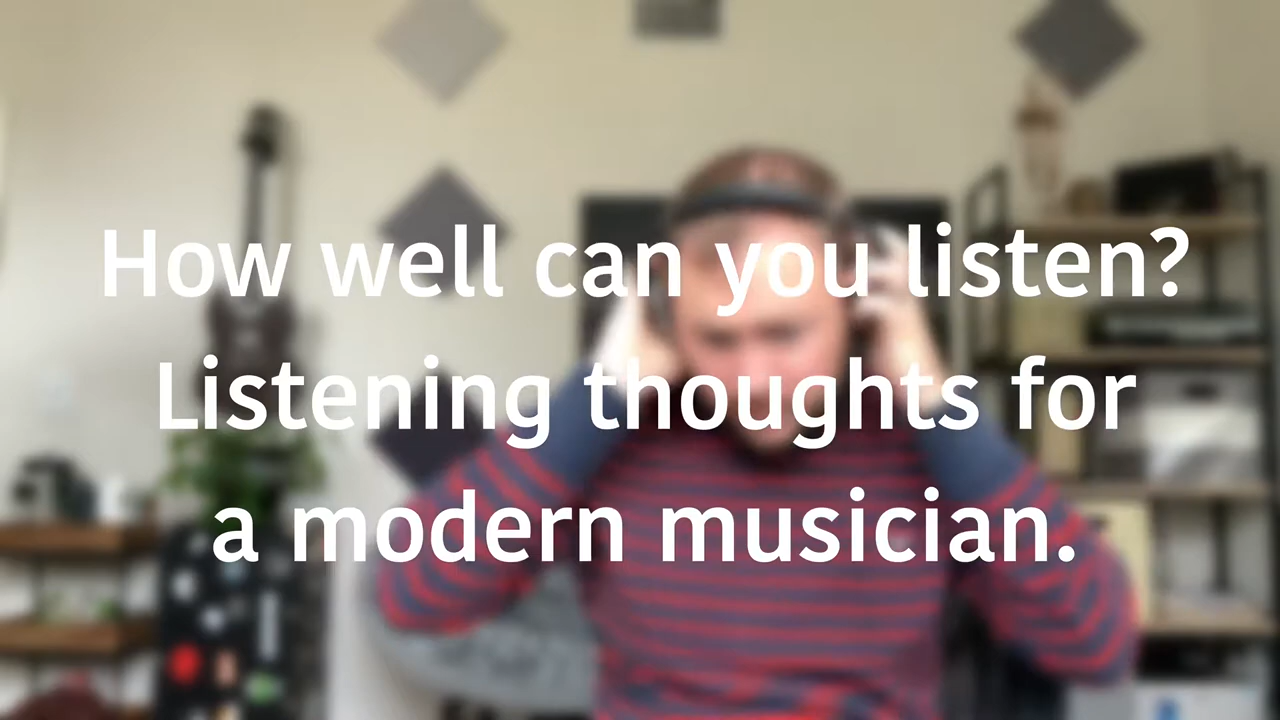 How well can you listen?
Listening thoughts for
a modern musician.